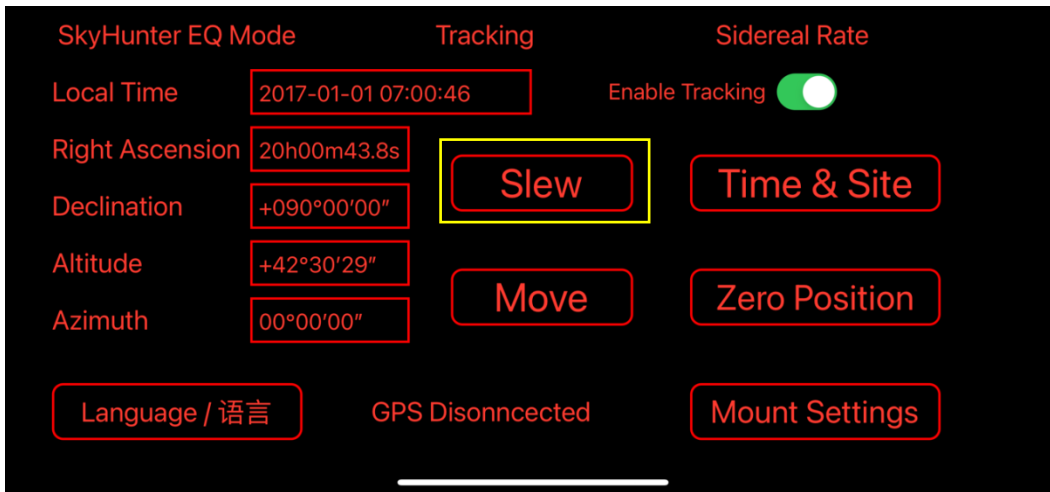 SkyHunter EQ Mode Tracking Sidereal Rate
Local Time 2017-01-01 07:00:46 Enable Tracking
Right Ascension 20h00m43.8s
Slew Time & Site
Declination +090°00′00″
Altitude +42°30′29″
Move Zero Position
Azimuth 00°00′00″
Language / 语言 GPS Disonncected Mount Settings